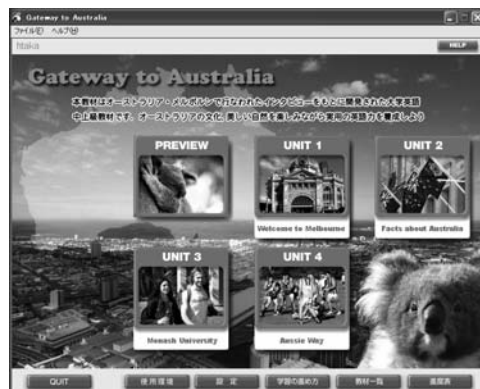 Gateway to Australia
ファイル(F) ヘルプ(H)
htaka
HELP
Gateway to Australia
本教材はオーストラリア・メルボルンで行なわれたインタビューをもとに開発された大学英語
中上級教材です。オーストラリアの文化、美しい自然を楽しみながら実用の英語力を養成しよう
PREVIEW UNIT 1 UNIT 2
Welcome to Melbourne Facts about Australia
UNIT 3 UNIT 4
Monash University Aussie Way
QUIT 使用環境 設 定 学習の進め方 教材一覧 進度表